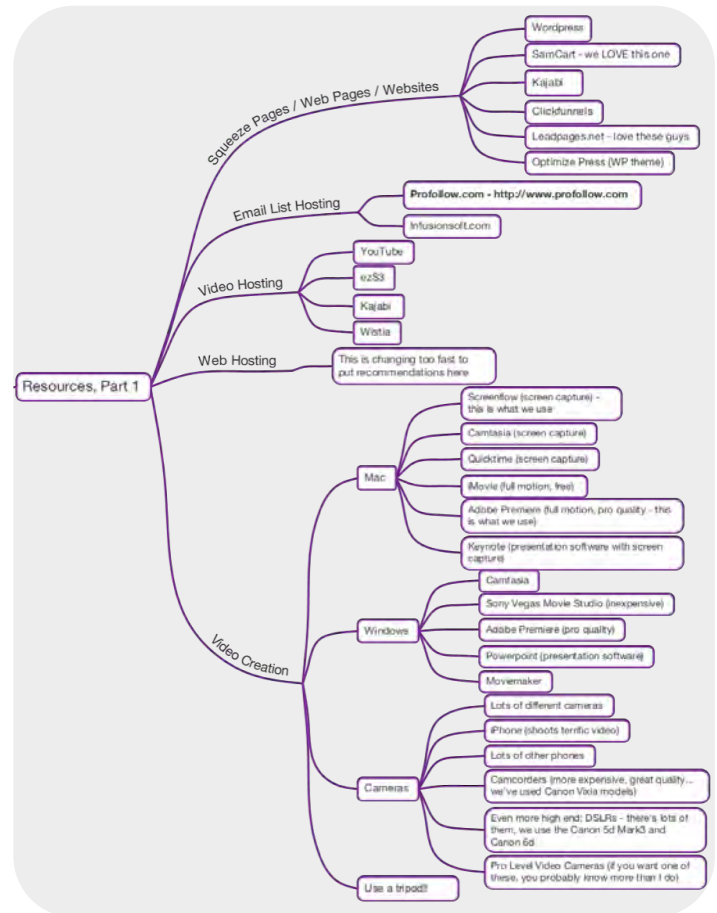 Resources, Part 1
Squeeze Pages / Web Pages / Websites
Wordpress
SamCart - we LOVE this one
Kajabi
Clickfunnels
Leadpages.net - love these guys
Optimize Press (WP theme)
Email List Hosting
Profollow.com - http://www.profollow.com
Infusionsoft.com
Video Hosting
YouTube
ezS3
Kajabi
Wistia
Web Hosting
This is changing too fast to
put recommendations here
Video Creation
Mac
Screenflow (screen capture) -
this is what we use
Camtasia (screen capture)
Quicktime (screen capture)
iMovie (full motion, free)
Adobe Premiere (full motion, pro quality - this
is what we use)
Keynote (presentation software with screen
capture)
Windows
Camtasia
Sony Vegas Movie Studio (inexpensive)
Adobe Premiere (pro quality)
Powerpoint (presentation software)
Moviemaker
Cameras
Lots of different cameras
iPhone (shoots terrific video)
Lots of other phones
Camcorders (more expensive, great quality...
we've used Canon Vixia models)
Even more high end: DSLRs - there's lots of
them, we use the Canon 5d Mark3 and
Canon 6d
Pro Level Video Cameras (if you want one of
these, you probably know more than I do)
Use a tripod!!